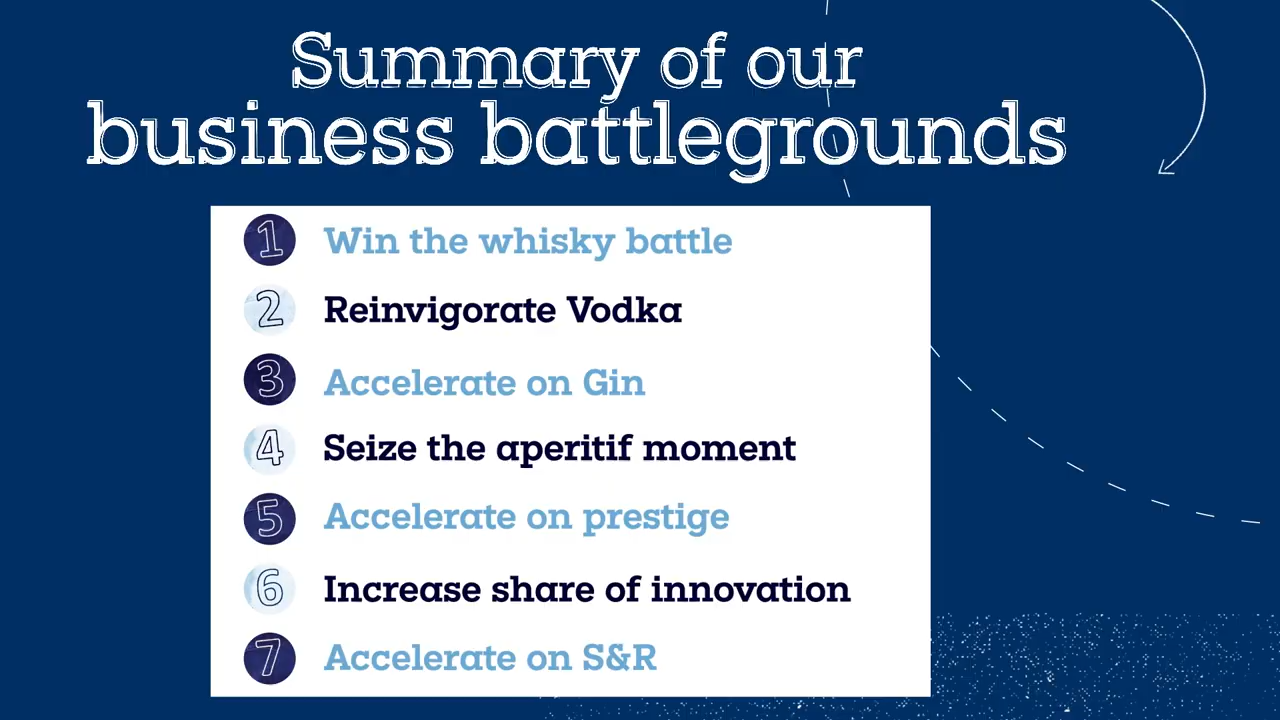 Summary of our
business battlegrounds
1 Win the whisky battle
2 Reinvigorate Vodka
3 Accelerate on Gin
4 Seize the aperitif moment
5 Accelerate on prestige
6 Increase share of innovation
7 Accelerate on S&R